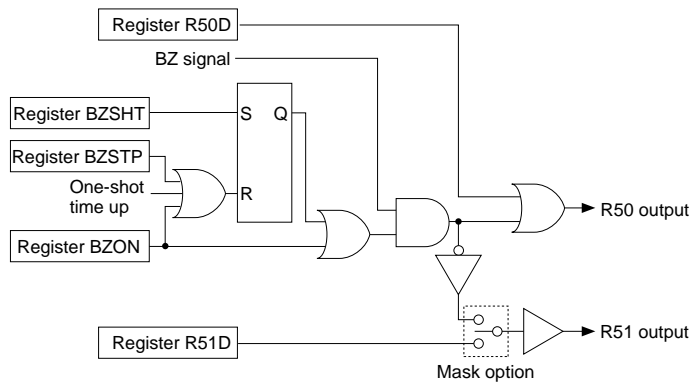 Register R50D
BZ signal
Register BZSHT
S Q
Register BZSTP
One-shot
time up
R
R50 output
Register BZON
R51 output
Register R51D
Mask option